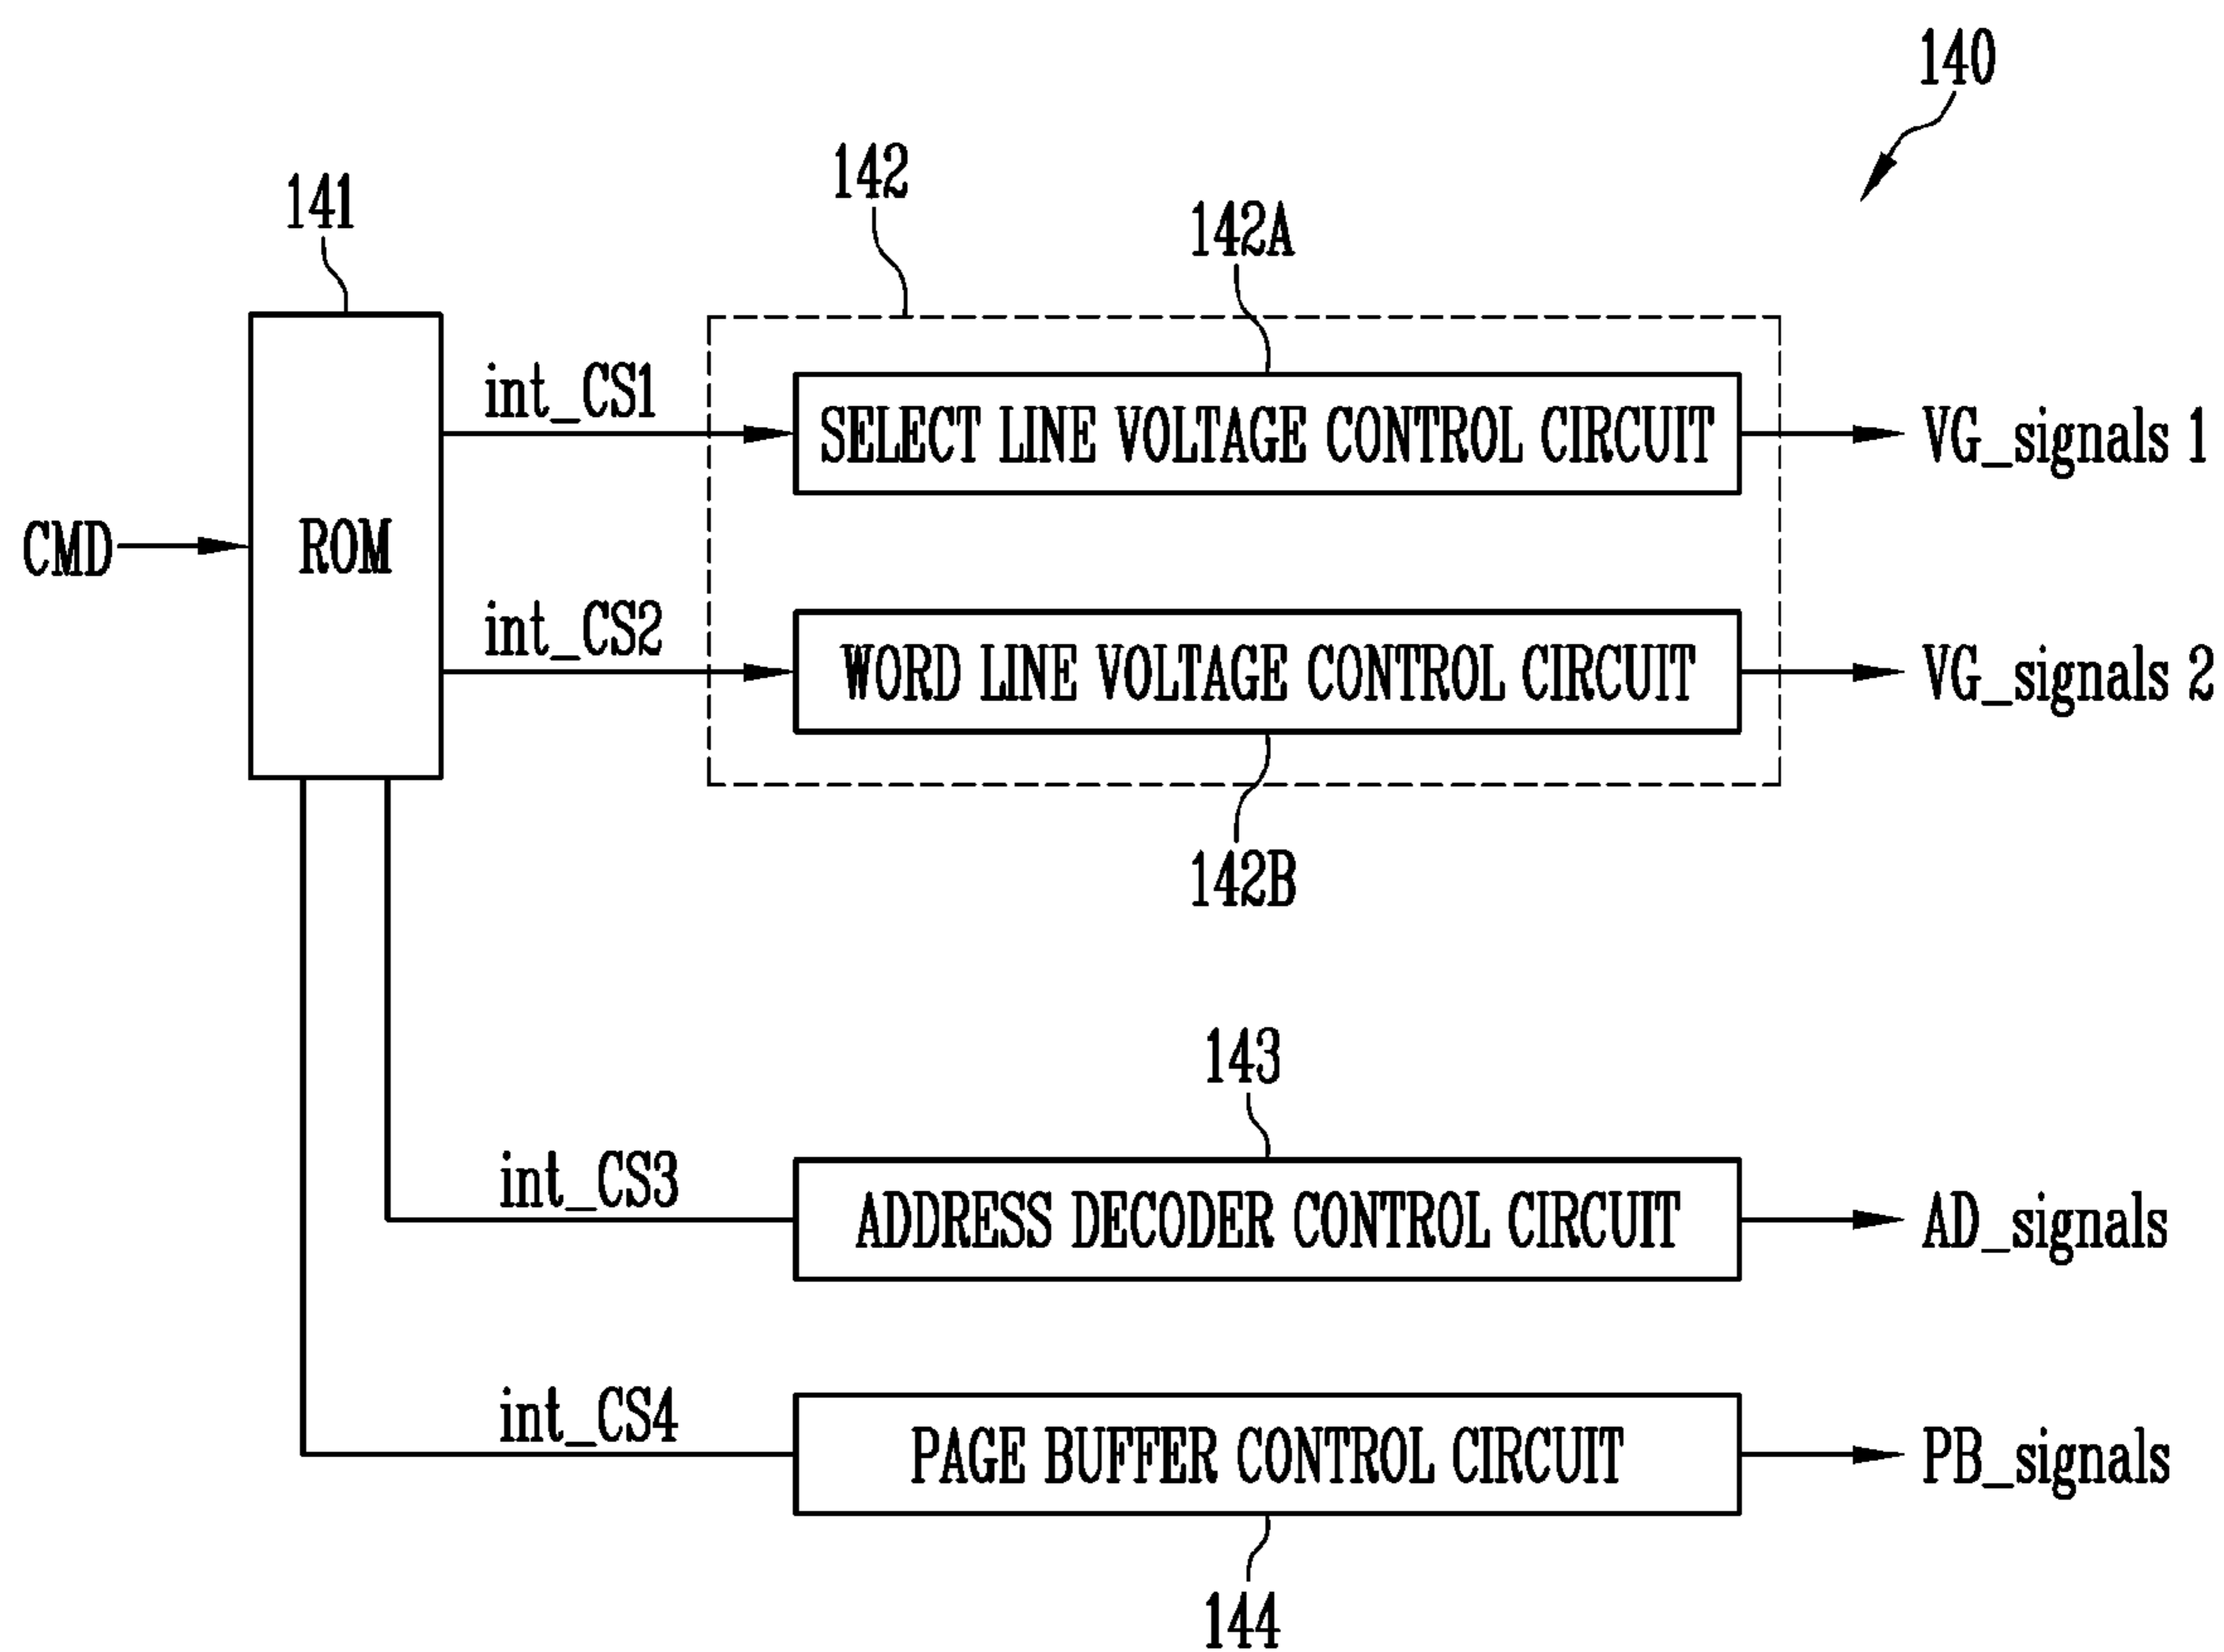 140
142
141
142A
int_CS1
SELECT LINE VOLTAGE CONTROL CIRCUIT
VG_signals 1
CMD
ROM
int_CS2
WORD LINE VOLTAGE CONTROL CIRCUIT
VG_signals 2
142B
143
int_CS3
ADDRESS DECODER CONTROL CIRCUIT
AD_signals
int_CS4
PAGE BUFFER CONTROL CIRCUIT
PB_signals
144